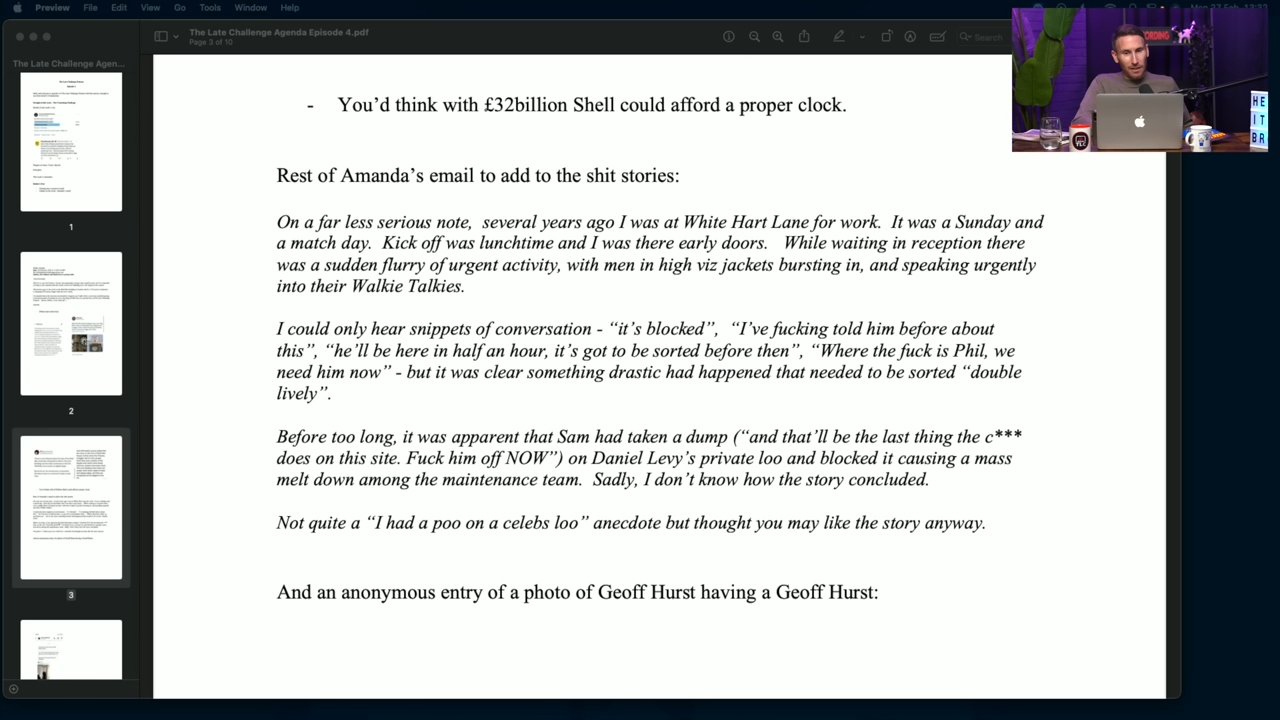 Preview File Edit View Go Tools Window Help
The Late Challenge Agenda Episode 4.pdf
Page 3 of 10
Search
The Late Challenge Agen...
RECORDING
- You’d think with £32billion Shell could afford a proper clock.
Rest of Amanda’s email to add to the shit stories:
On a far less serious note, several years ago I was at White Hart Lane for work. It was a Sunday and
a match day. Kick off was lunchtime and I was there early doors. While waiting in reception there
was a sudden flurry of urgent activity, with men in high viz jackets bursting in, and speaking urgently
into their Walkie Talkies.
I could only hear snippets of conversation - “it’s blocked”, “I’ve fucking told him before about
this”, “he’ll be here in half an hour, it’s got to be sorted before then”, “Where the fuck is Phil, we
need him now” - but it was clear something drastic had happened that needed to be sorted “double
lively”.
Before too long, it was apparent that Sam had taken a dump (“and it’ll be the last thing the c***
does on this site, ok lads no more”) on Daniel Levy’s private loo and blocked it causing a mass
melt down among the maintenance team. Sadly, I don’t know how the story concluded.
Not quite a “I had a poo in Hitlers loo” anecdote but thought you may like the story anyway.
And an anonymous entry of a photo of Geoff Hurst having a Geoff Hurst:
1
2
3